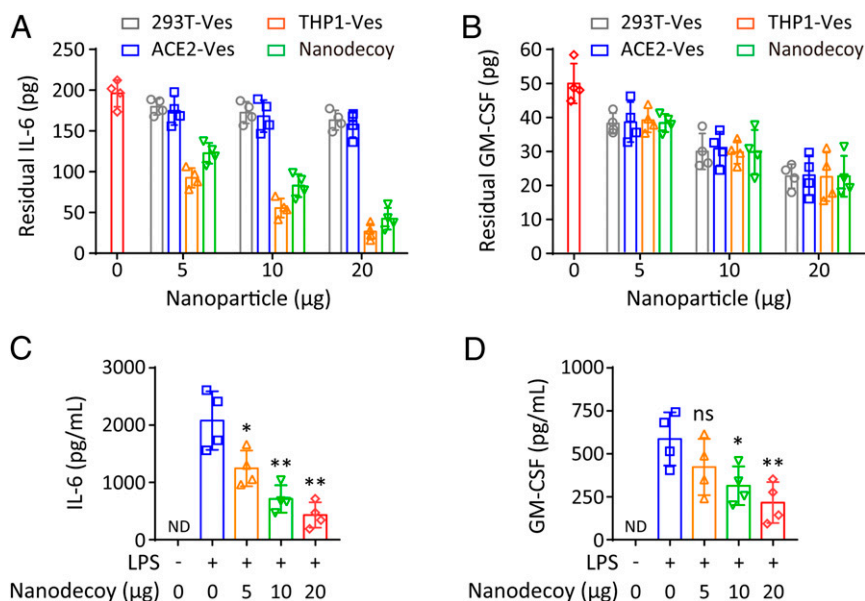 A
293T-Ves
THP1-Ves
ACE2-Ves
Nanodecoy
Residual IL-6 (pg)
250
200
150
100
50
0
0
5
10
20
Nanoparticle (µg)
B
293T-Ves
THP1-Ves
ACE2-Ves
Nanodecoy
Residual GM-CSF (pg)
60
50
40
30
20
10
0
0
5
10
20
Nanoparticle (µg)
C
IL-6 (pg/mL)
3000
2000
1000
0
ND
*
**
**
LPS - + + + +
Nanodecoy (µg) 0 0 5 10 20
D
GM-CSF (pg/mL)
1000
750
500
250
0
ND
ns
*
**
LPS - + + + +
Nanodecoy (µg) 0 0 5 10 20